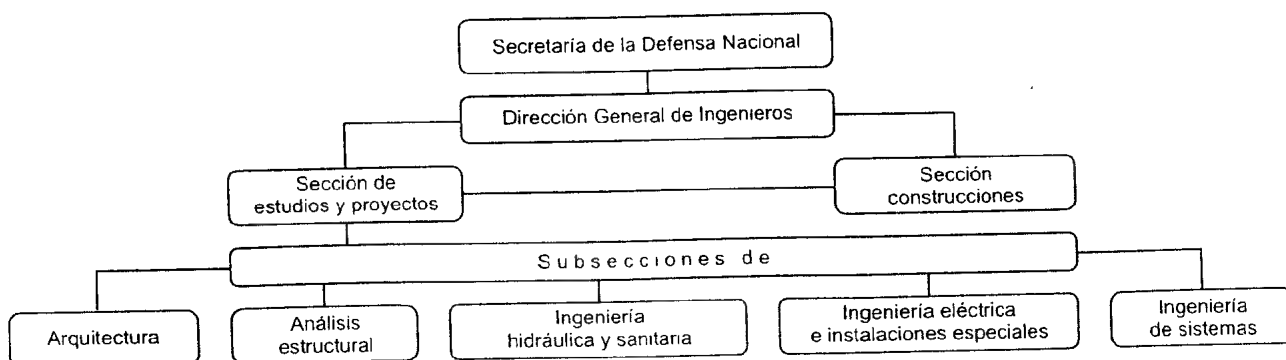 Secretaría de la Defensa Nacional
Dirección General de Ingenieros
Sección de
estudios y proyectos
Sección
construcciones
Subsecciones de
Arquitectura
Análisis
estructural
Ingeniería
hidráulica y sanitaria
Ingeniería eléctrica
e instalaciones especiales
Ingeniería
de sistemas